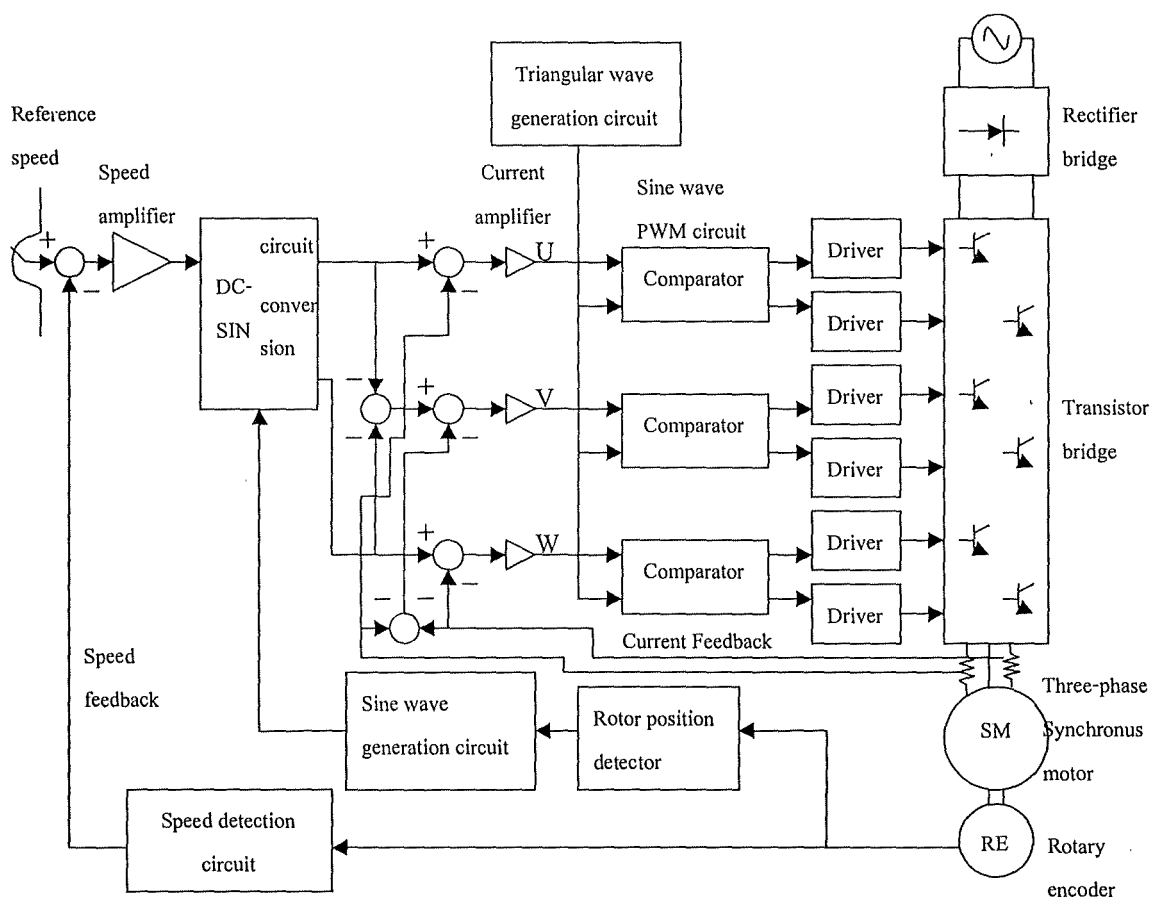 Triangular wave
generation circuit
Reference
speed
Rectifier
bridge
Speed
amplifier
Current
amplifier
Sine wave
PWM circuit
+
−
DC-
SIN
circuit
conver
sion
+
−
U
Comparator
Driver
Driver
−
−
+
−
V
Comparator
Driver
Driver
Transistor
bridge
+
−
W
Comparator
Driver
Driver
−
−
Current Feedback
Speed
feedback
Sine wave
generation circuit
Rotor position
detector
SM
Three-phase
Synchronus
motor
Speed detection
circuit
RE
Rotary
encoder